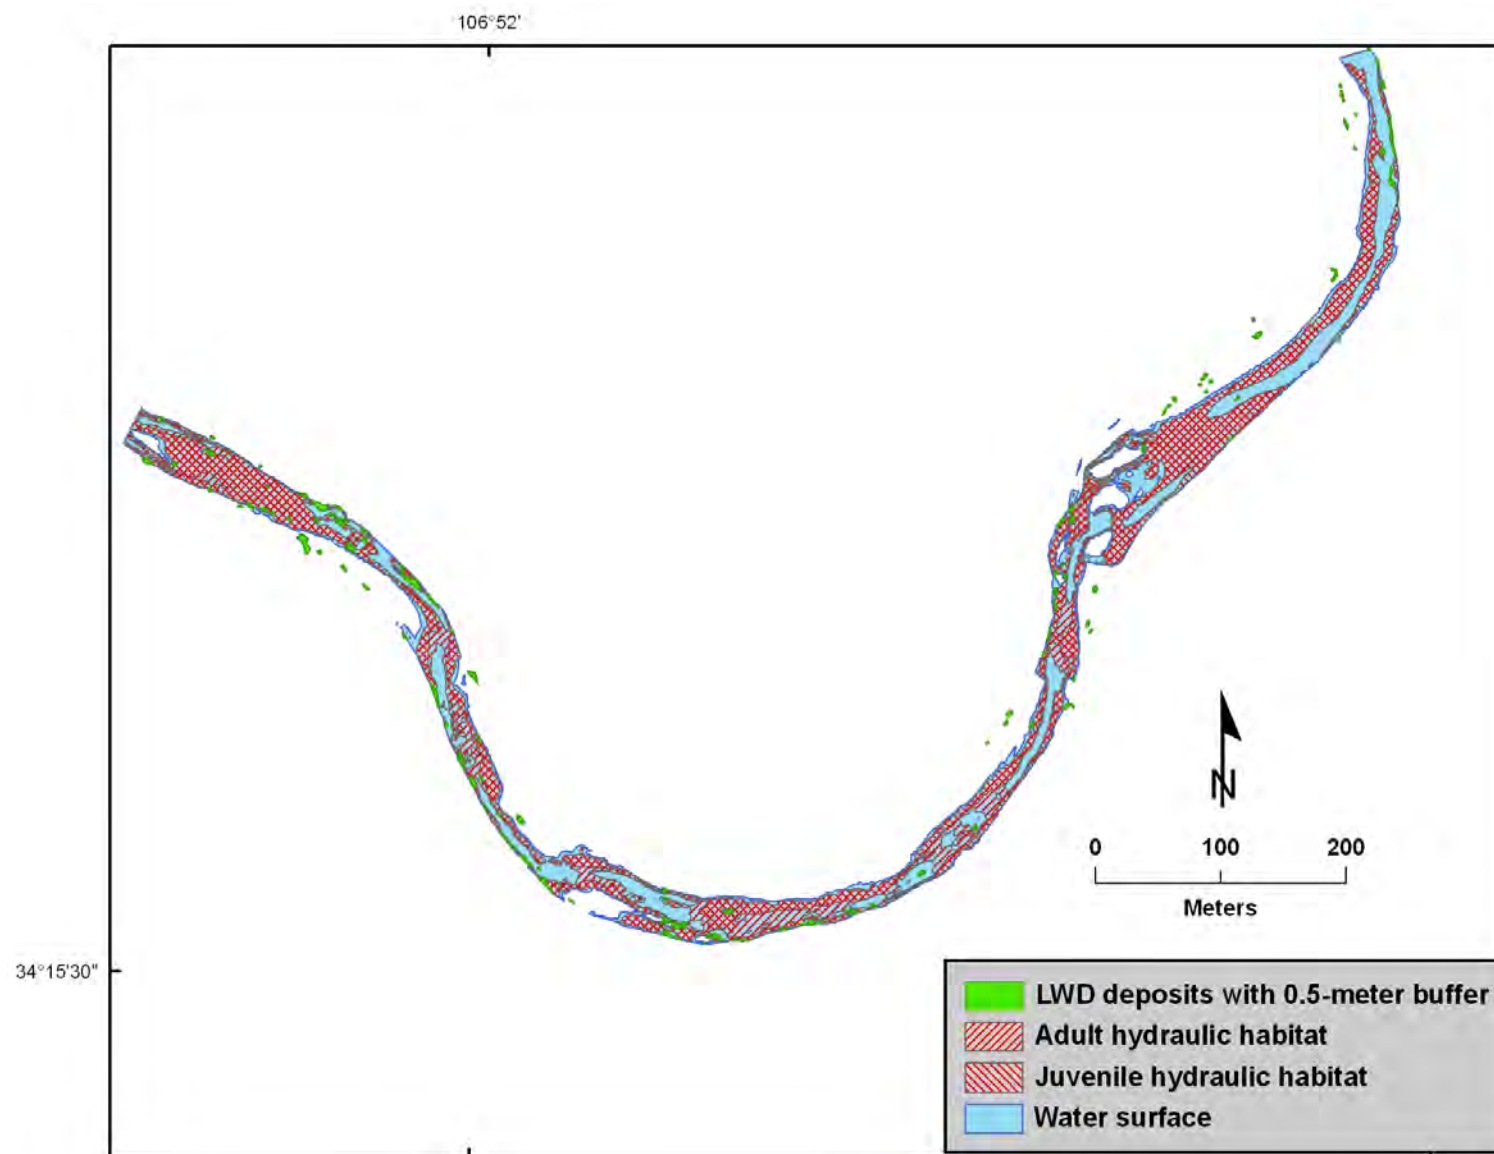 106°52'
N
0 100 200
Meters
34°15'30"
LWD deposits with 0.5-meter buffer
Adult hydraulic habitat
Juvenile hydraulic habitat
Water surface